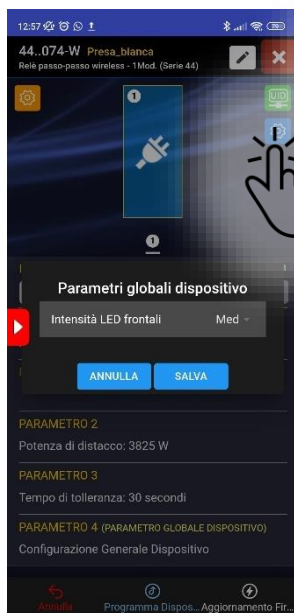 12:57
44..074-W Presa_blanca
Relè passo-passo wireless - 1Mod. (Serie 44)
1
UID
1
Parametri globali dispositivo
Intensità LED frontali Med
ANNULLA SALVA
PARAMETRO 2
Potenza di distacco: 3825 W
PARAMETRO 3
Tempo di tolleranza: 30 secondi
PARAMETRO 4 (PARAMETRO GLOBALE DISPOSITIVO)
Configurazione Generale Dispositivo
Annulla Programma Dispos... Aggiornamento Fir...